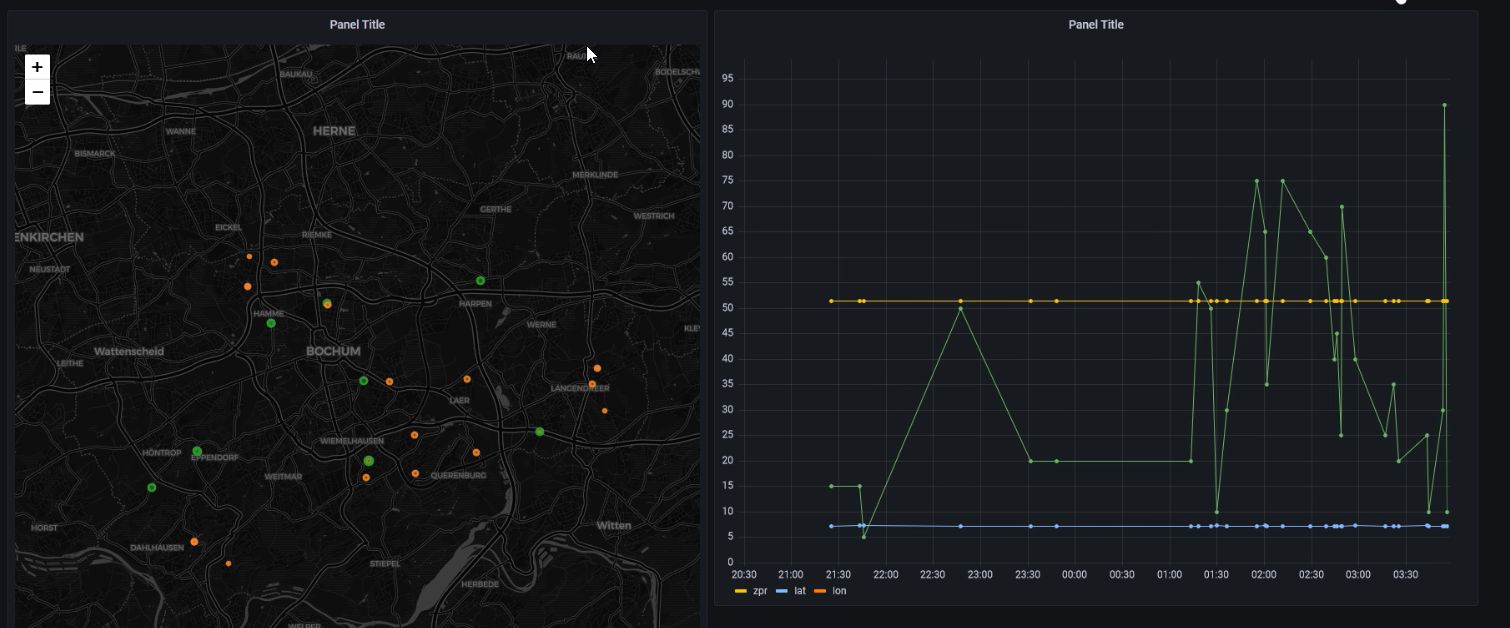 Panel Title
+
−
BAUKAU
WANNE
HERNE
BISMARCK
MERKLINDE
GERTHE
WESTRICH
EICKEL
RIEMKE
ENKIRCHEN
NEUSTADT
HARPEN
HAMME
WERNE
Wattenscheid
BOCHUM
LEITHE
LANGENDREER
LAER
WIEMELHAUSEN
HÖNTROP
EPPENDORF
WEITMAR
QUERENBURG
HORST
Witten
DAHLHAUSEN
STIEPEL
HERBEDE
Panel Title
95
90
85
80
75
70
65
60
55
50
45
40
35
30
25
20
15
10
5
0
20:30 21:00 21:30 22:00 22:30 23:00 23:30 00:00 00:30 01:00 01:30 02:00 02:30 03:00 03:30
zpr lat lon